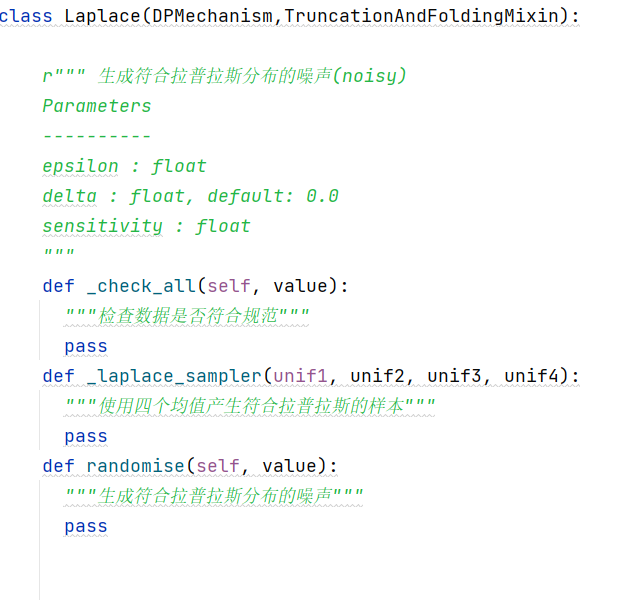 class Laplace(DPMechanism,TruncationAndFoldingMixin):
r""" 生成符合拉普拉斯分布的噪声(noisy)
Parameters
----------
epsilon : float
delta : float, default: 0.0
sensitivity : float
"""
def _check_all(self, value):
"""检查数据是否符合规范"""
pass
def _laplace_sampler(unif1, unif2, unif3, unif4):
"""使用四个均值产生符合拉普拉斯的样本"""
pass
def randomise(self, value):
"""生成符合拉普拉斯分布的噪声"""
pass